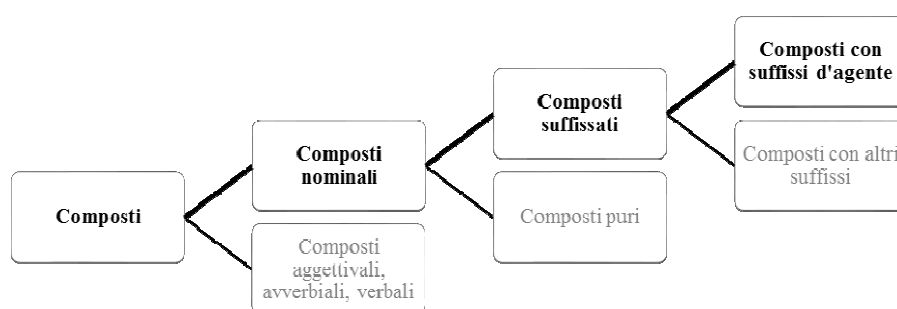 Composti
Composti
nominali
Composti
aggettivali,
avverbiali, verbali
Composti
suffissati
Composti puri
Composti con
suffissi d'agente
Composti con altri
suffissi